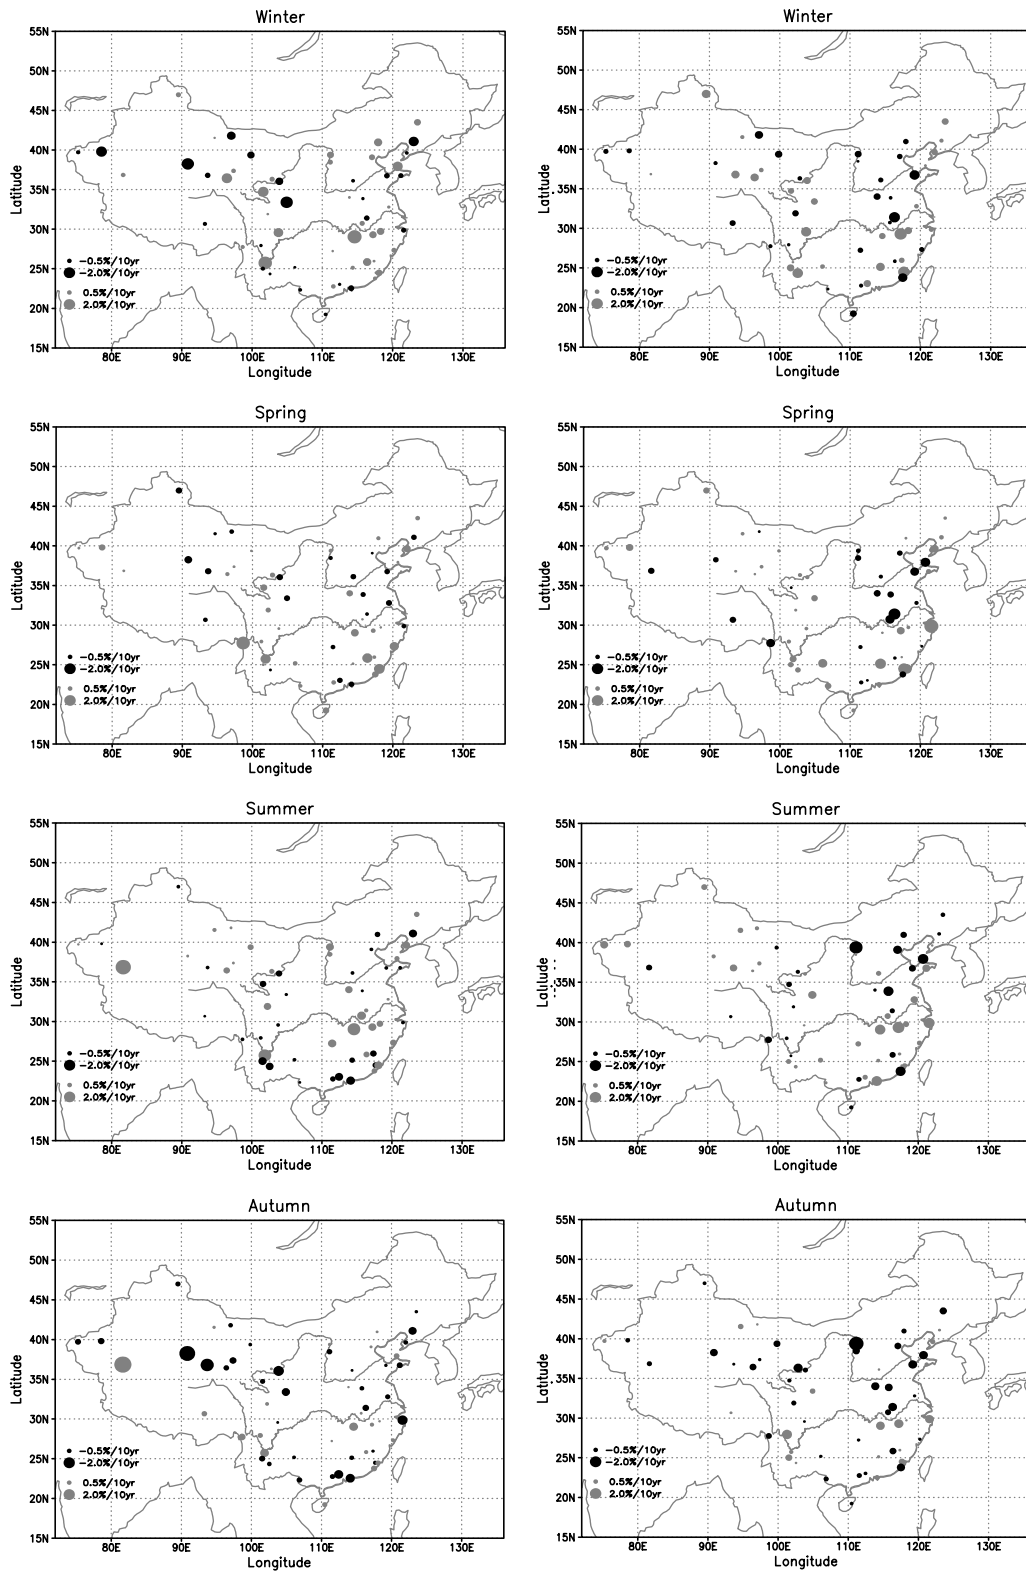 Winter
Winter
55N
50N
45N
40N
35N
30N
25N
20N
15N
Latitude
−0.5%/10yr
−2.0%/10yr
0.5%/10yr
2.0%/10yr
80E 90E 100E 110E 120E 130E
Longitude
55N
50N
45N
40N
35N
30N
25N
20N
15N
Latitude
−0.5%/10yr
−2.0%/10yr
0.5%/10yr
2.0%/10yr
80E 90E 100E 110E 120E 130E
Longitude
Spring
Spring
55N
50N
45N
40N
35N
30N
25N
20N
15N
Latitude
−0.5%/10yr
−2.0%/10yr
0.5%/10yr
2.0%/10yr
80E 90E 100E 110E 120E 130E
Longitude
55N
50N
45N
40N
35N
30N
25N
20N
15N
Latitude
−0.5%/10yr
−2.0%/10yr
0.5%/10yr
2.0%/10yr
80E 90E 100E 110E 120E 130E
Longitude
Summer
Summer
55N
50N
45N
40N
35N
30N
25N
20N
15N
Latitude
−0.5%/10yr
−2.0%/10yr
0.5%/10yr
2.0%/10yr
80E 90E 100E 110E 120E 130E
Longitude
55N
50N
45N
40N
35N
30N
25N
20N
15N
Latitude
−0.5%/10yr
−2.0%/10yr
0.5%/10yr
2.0%/10yr
80E 90E 100E 110E 120E 130E
Longitude
Autumn
Autumn
55N
50N
45N
40N
35N
30N
25N
20N
15N
Latitude
−0.5%/10yr
−2.0%/10yr
0.5%/10yr
2.0%/10yr
80E 90E 100E 110E 120E 130E
Longitude
55N
50N
45N
40N
35N
30N
25N
20N
15N
Latitude
−0.5%/10yr
−2.0%/10yr
0.5%/10yr
2.0%/10yr
80E 90E 100E 110E 120E 130E
Longitude